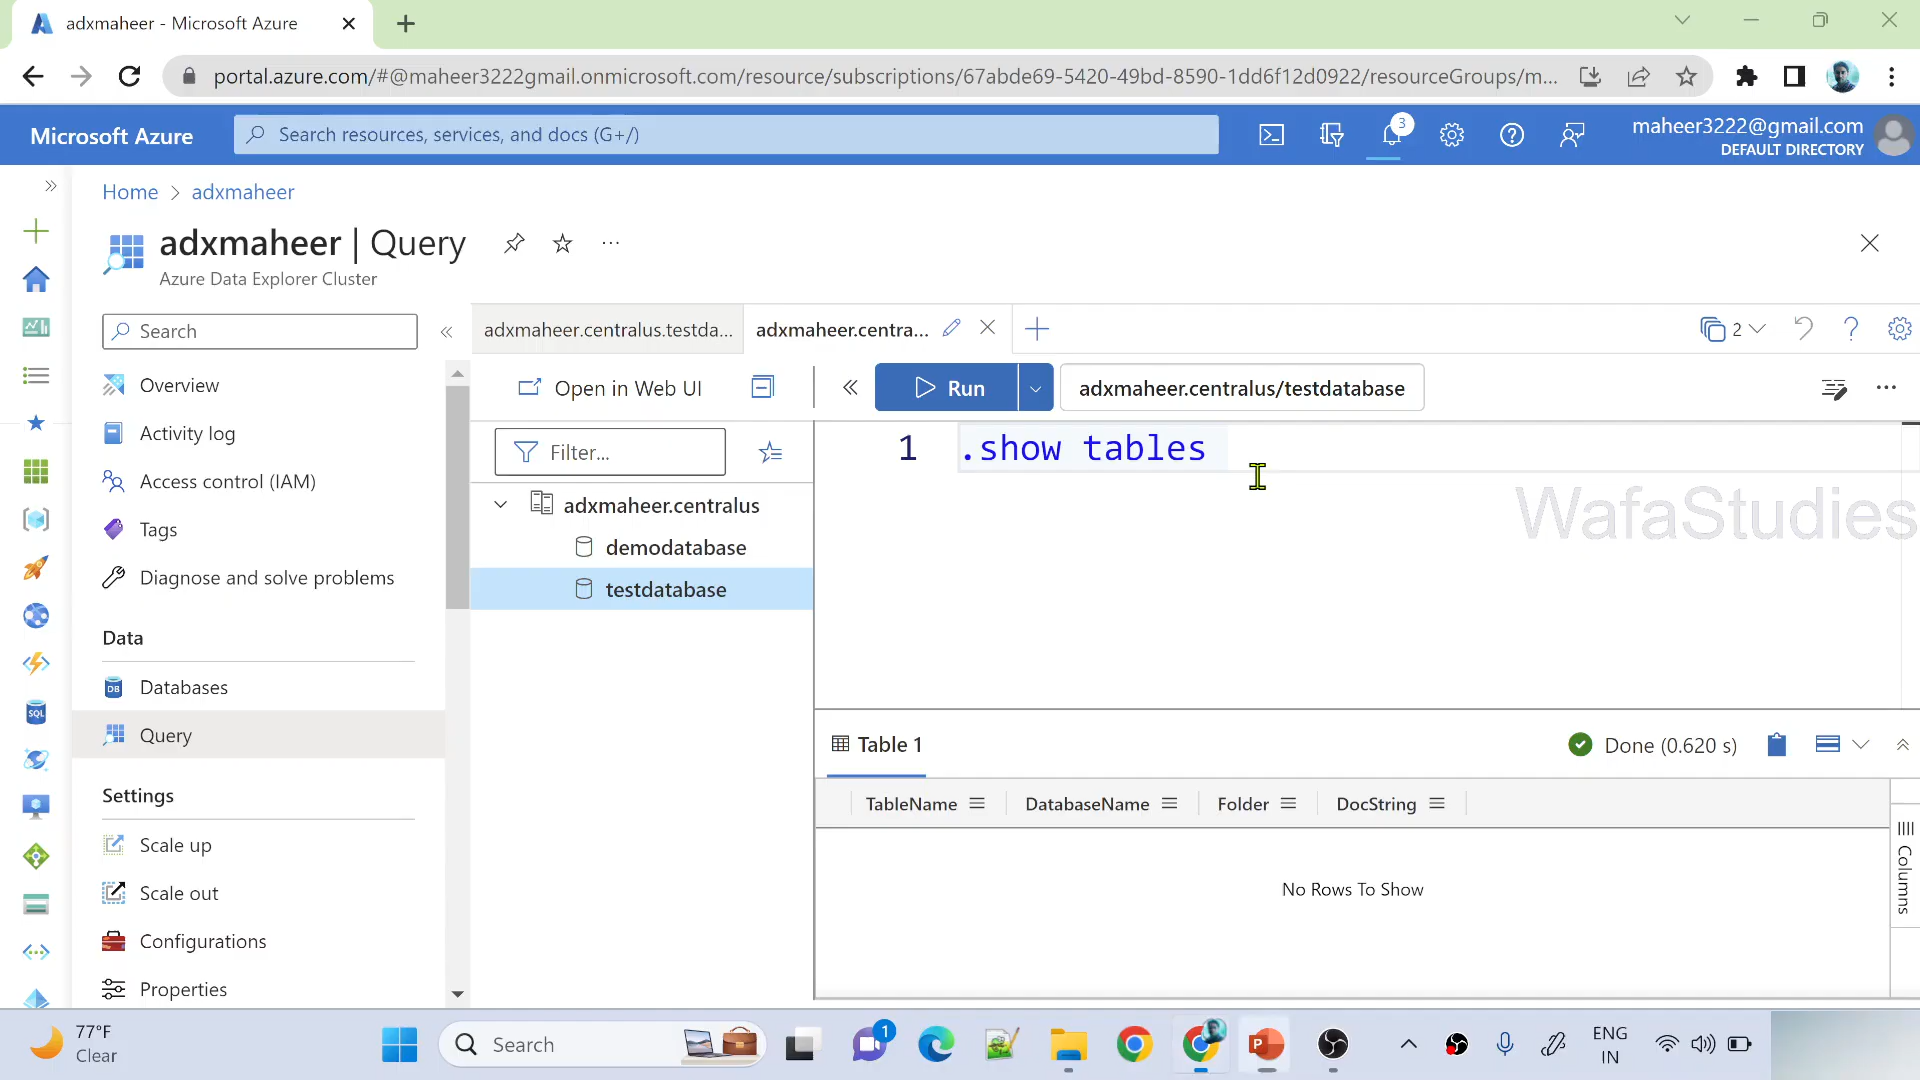 adxmaheer - Microsoft Azure
portal.azure.com/#@maheer3222gmail.onmicrosoft.com/resource/subscriptions/67abde69-5420-49bd-8590-1dd6f12d0922/resourceGroups/m...
Microsoft Azure
Search resources, services, and docs (G+/)
3
maheer3222@gmail.com
DEFAULT DIRECTORY
Home > adxmaheer
adxmaheer | Query
Azure Data Explorer Cluster
Search
Overview
Activity log
Access control (IAM)
Tags
Diagnose and solve problems
Data
Databases
Query
Settings
Scale up
Scale out
Configurations
Properties
adxmaheer.centralus.testda...
adxmaheer.centra...
2
Open in Web UI
Run
adxmaheer.centralus/testdatabase
Filter...
adxmaheer.centralus
demodatabase
testdatabase
1 .show tables
WafaStudies
Table 1
Done (0.620 s)
TableName DatabaseName Folder DocString
No Rows To Show
Columns
77°F
Clear
Search
1
ENG
IN